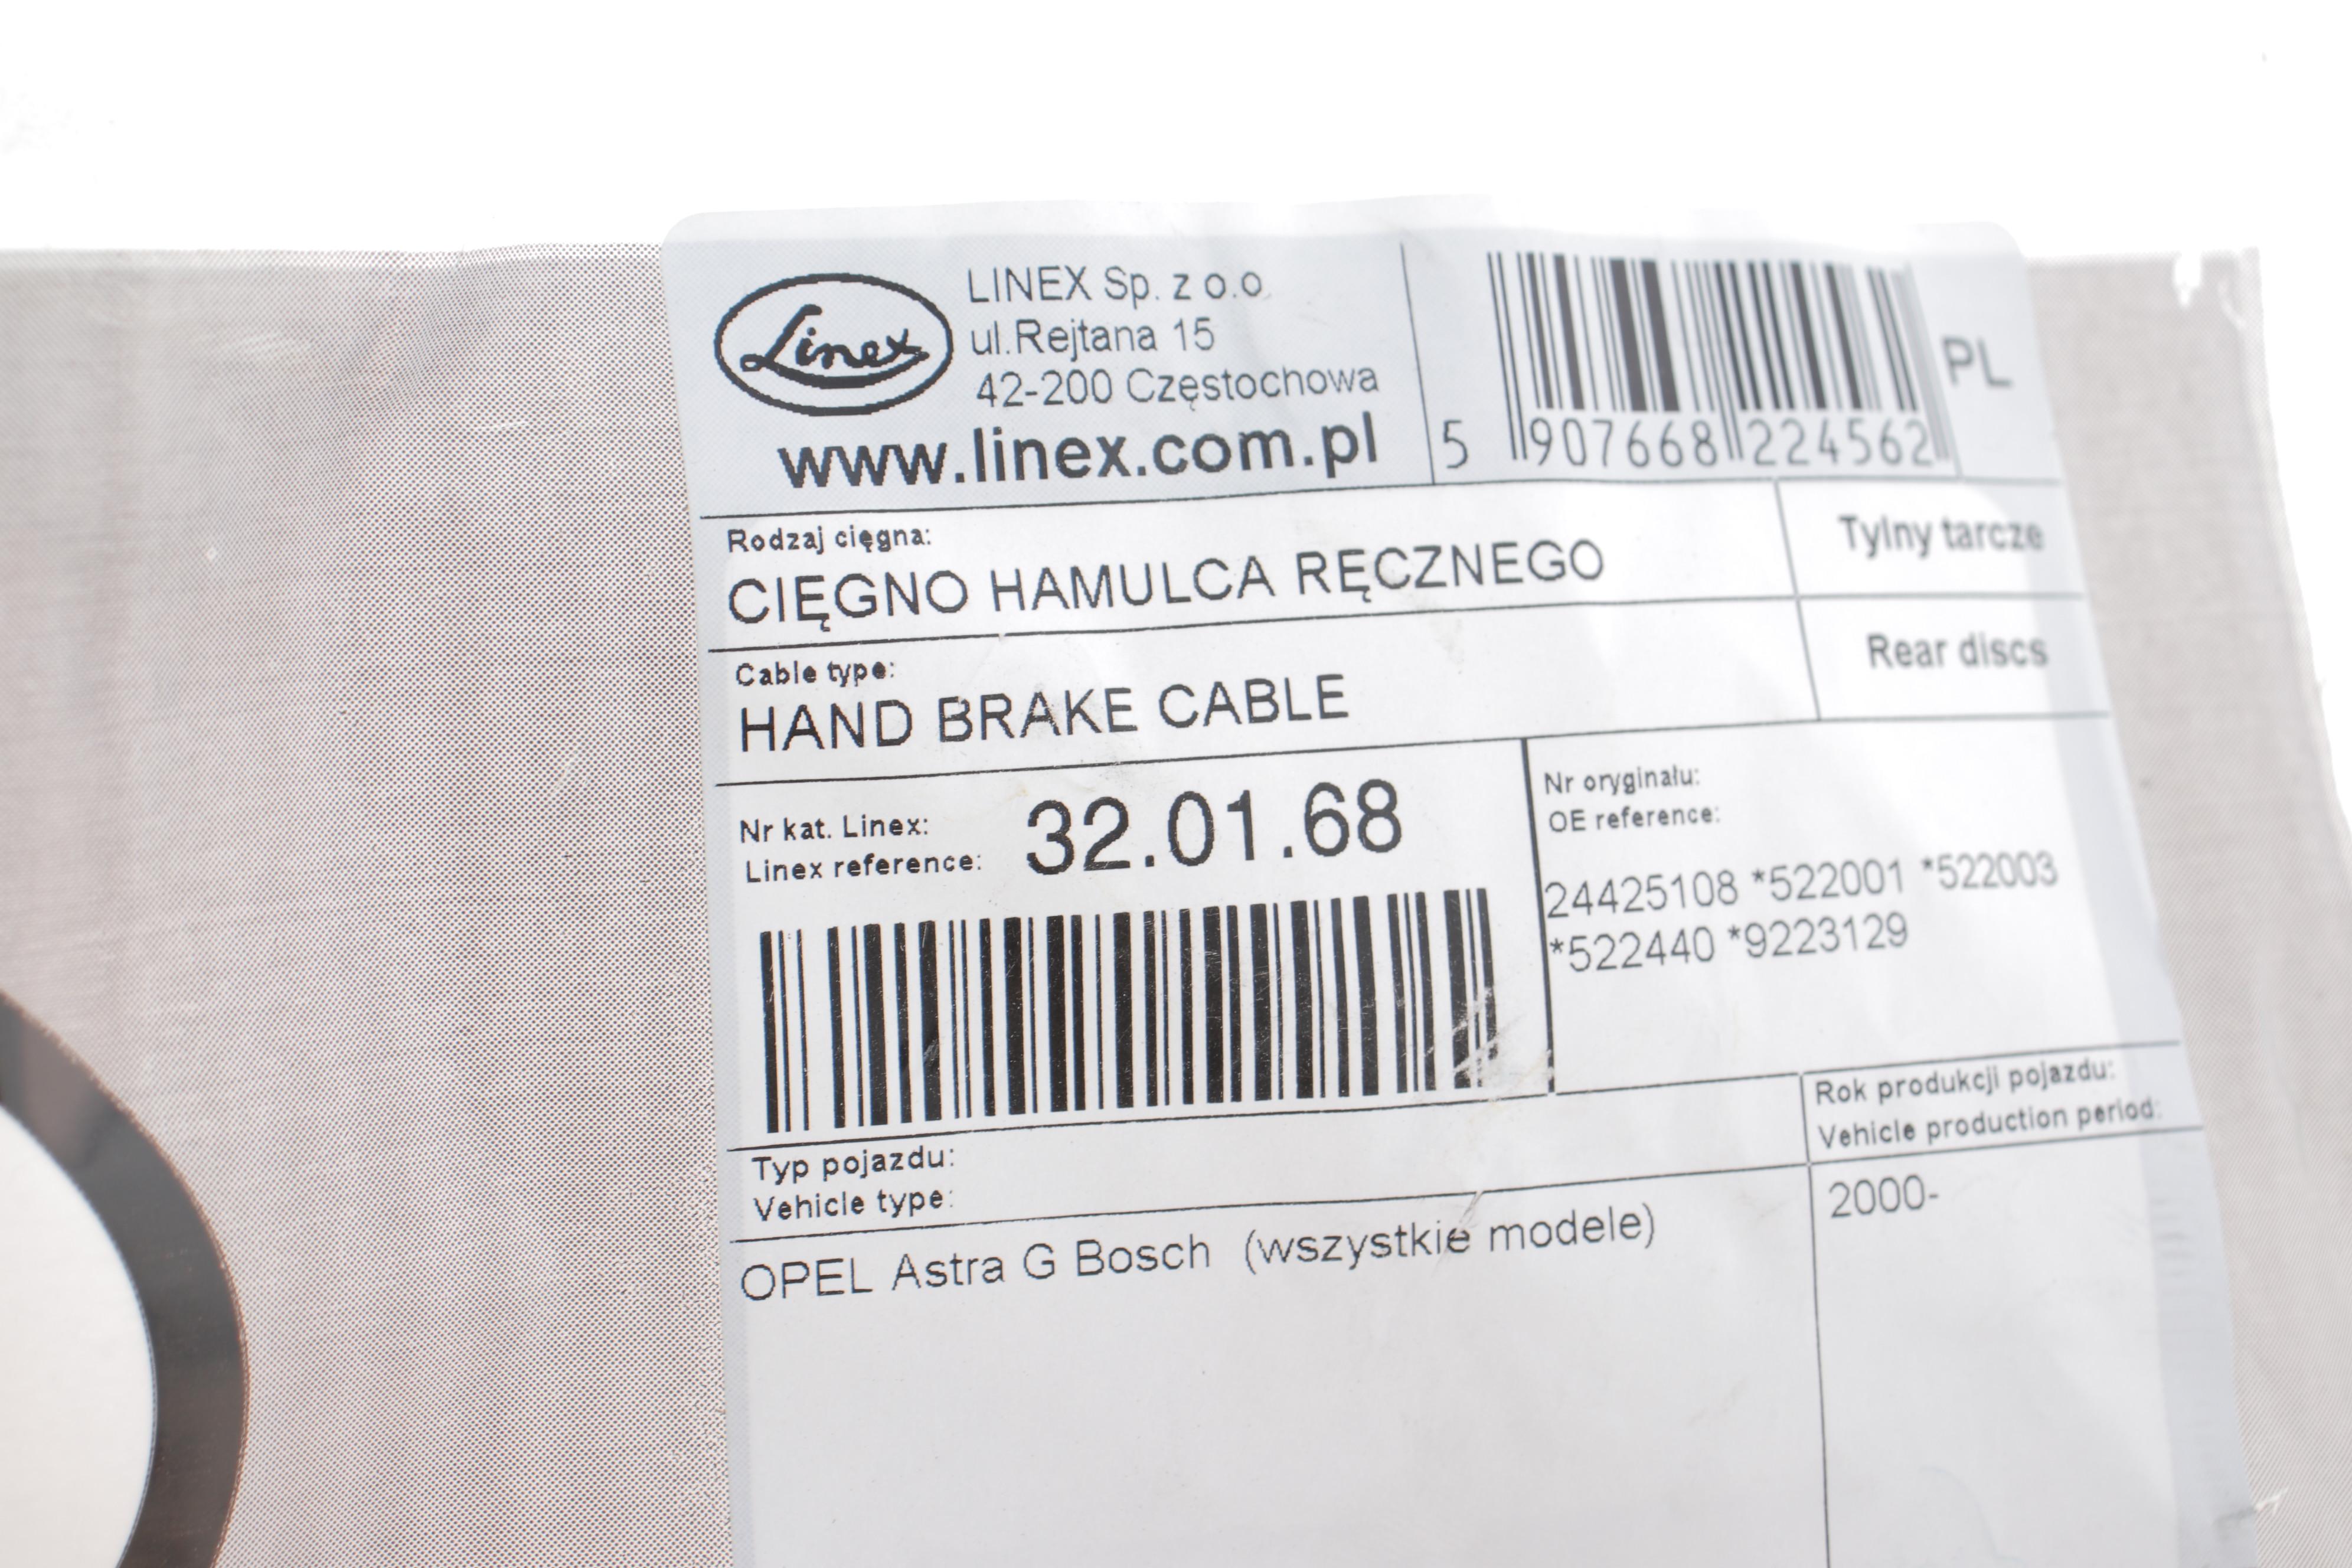 Linex
LINEX Sp. z o.o.
ul.Rejtana 15
42-200 Częstochowa
www.linex.com.pl
5 907668 224562
PL
Rodzaj cięgna:
CIĘGNO HAMULCA RĘCZNEGO
Tylny tarcze
Cable type:
HAND BRAKE CABLE
Rear discs
Nr kat. Linex:
Linex reference:
32.01.68
Nr oryginału:
OE reference:
24425108 *522001 *522003
*522440 *9223129
Typ pojazdu:
Vehicle type:
Rok produkcji pojazdu:
Vehicle production period:
OPEL Astra G Bosch (wszystkie modele)
2000-